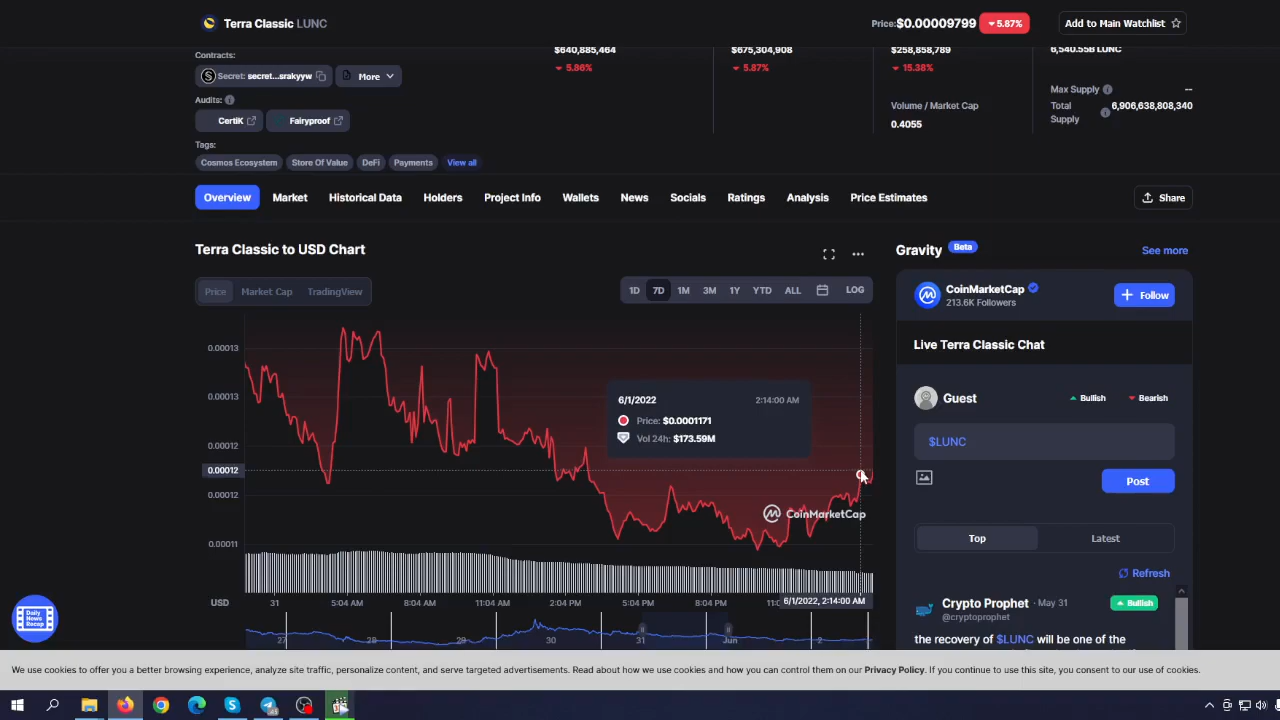 Terra Classic LUNC
Price: $0.00009799 5.87%
Add to Main Watchlist
Contracts:
Secret: secret...srakyyw
More
Audits:
CertiK
Fairyproof
Tags:
Cosmos Ecosystem
Store Of Value
DeFi
Payments
View all
$640,885,464
5.86%
$675,304,908
5.87%
$258,858,789
15.38%
Volume / Market Cap
0.4055
6,540.55B LUNC
Max Supply --
Total Supply 6,906,638,808,340
Overview
Market
Historical Data
Holders
Project Info
Wallets
News
Socials
Ratings
Analysis
Price Estimates
Share
Terra Classic to USD Chart
Price
Market Cap
TradingView
1D
7D
1M
3M
1Y
YTD
ALL
LOG
0.00013
0.00013
0.00012
0.00012
0.00012
0.00011
6/1/2022 2:14:00 AM
Price: $0.0001171
Vol 24h: $173.59M
CoinMarketCap
USD
31
5:04 AM
8:04 AM
11:04 AM
2:04 PM
5:04 PM
8:04 PM
6/1/2022, 2:14:00 AM
27
28
29
30
31
Jun
2
Gravity Beta
See more
CoinMarketCap
213.6K Followers
+ Follow
Live Terra Classic Chat
Guest
Bullish
Bearish
$LUNC
Post
Top
Latest
Refresh
Crypto Prophet · May 31
Bullish
@cryptoprophet
the recovery of $LUNC will be one of the
Daily
News
Recap
We use cookies to offer you a better browsing experience, analyze site traffic, personalize content, and serve targeted advertisements. Read about how we use cookies and how you can control them on our Privacy Policy. If you continue to use this site, you consent to our use of cookies.